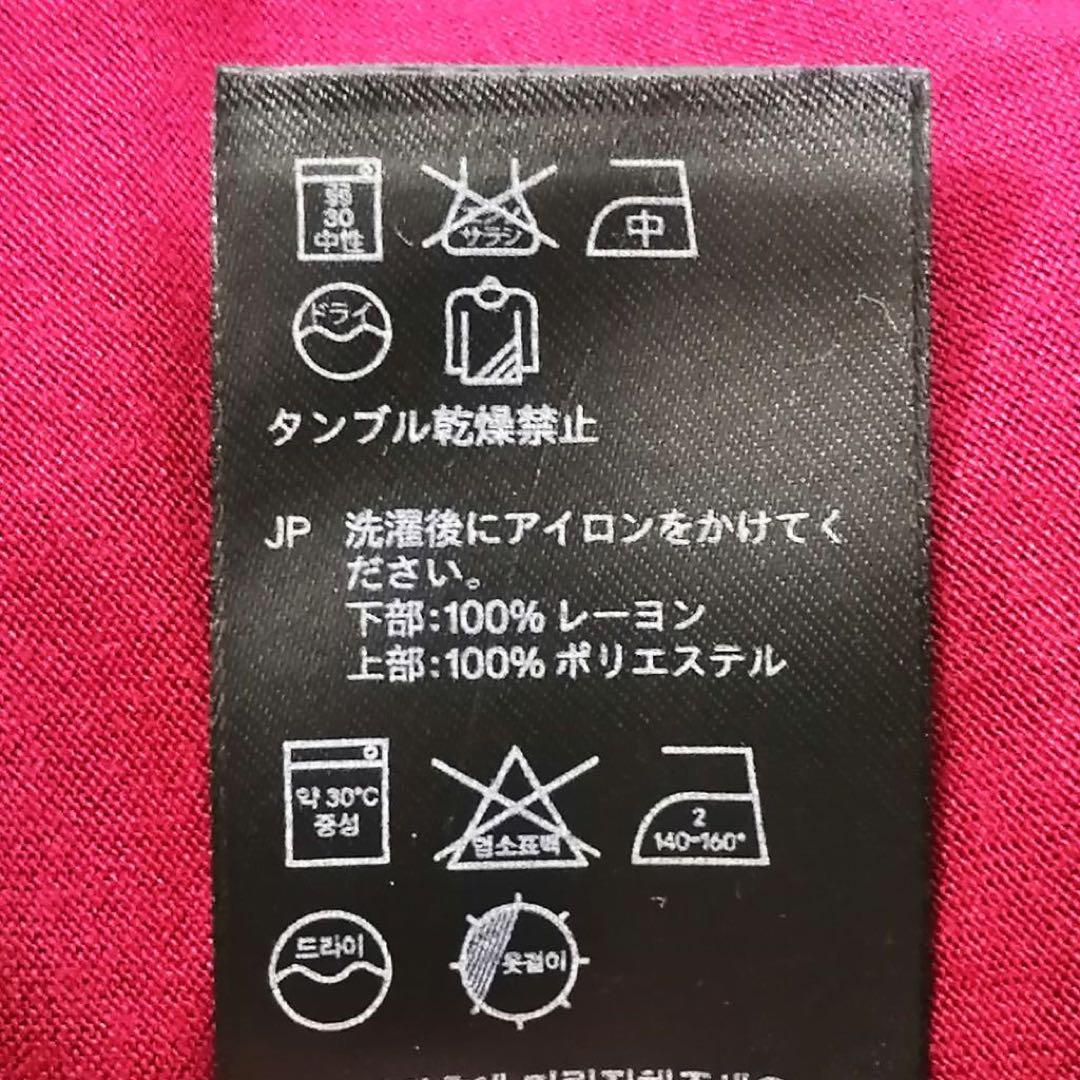 弱
30
中性
サラシ
中
ドライ
タンブル乾燥禁止
JP 洗濯後にアイロンをかけてく
ださい。
下部:100% レーヨン
上部:100% ポリエステル
약 30°C
중성
염소표백
2
140-160°
드라이
옷걸이